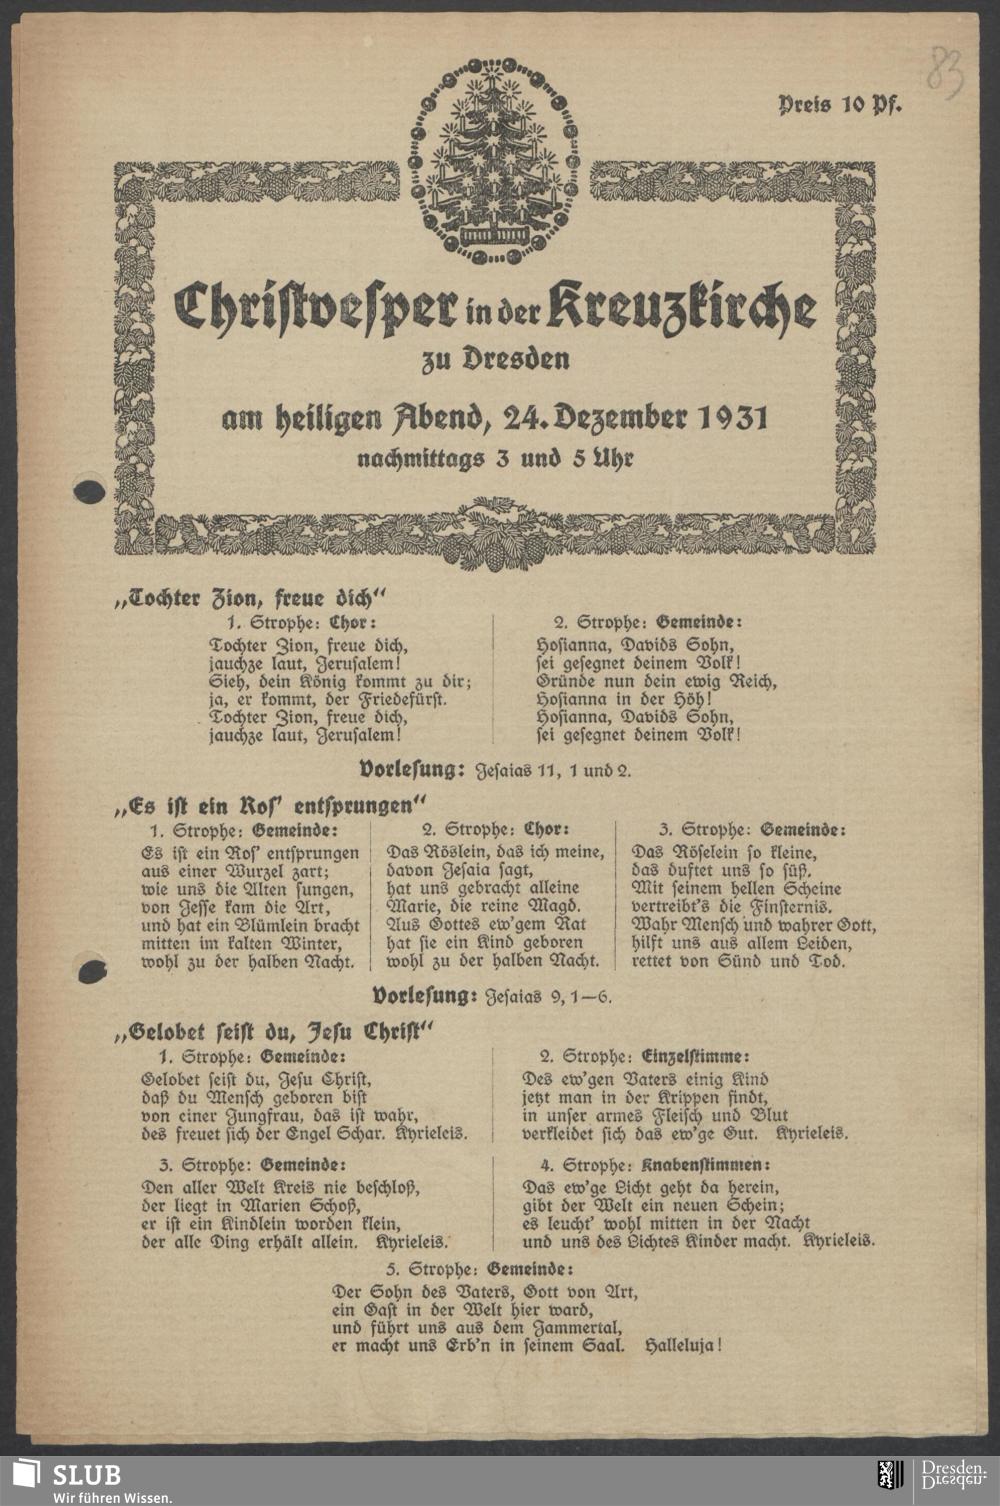 83
Preis 10 Pf.
Christvesper in der Kreuzkirche
zu Dresden
am heiligen Abend, 24. Dezember 1931
nachmittags 3 und 5 Uhr
„Tochter Zion, freue dich“
1. Strophe: Chor:
Tochter Zion, freue dich,
jauchze laut, Jerusalem!
Sieh, dein König kommt zu dir;
ja, er kommt, der Friedefürst.
Tochter Zion, freue dich,
jauchze laut, Jerusalem!
2. Strophe: Gemeinde:
Hosianna, Davids Sohn,
sei gesegnet deinem Volk!
Gründe nun dein ewig Reich,
Hosianna in der Höh!
Hosianna, Davids Sohn,
sei gesegnet deinem Volk!
Vorlesung: Jesaias 11, 1 und 2.
„Es ist ein Ros' entsprungen“
1. Strophe: Gemeinde:
Es ist ein Ros' entsprungen
aus einer Wurzel zart;
wie uns die Alten sungen,
von Jesse kam die Art,
und hat ein Blümlein bracht
mitten im kalten Winter,
wohl zu der halben Nacht.
2. Strophe: Chor:
Das Röslein, das ich meine,
davon Jesaia sagt,
hat uns gebracht alleine
Marie, die reine Magd.
Aus Gottes ew'gem Rat
hat sie ein Kind geboren
wohl zu der halben Nacht.
3. Strophe: Gemeinde:
Das Röselein so kleine,
das duftet uns so süß.
Mit seinem hellen Scheine
vertreibt's die Finsternis.
Wahr Mensch und wahrer Gott,
hilft uns aus allem Leiden,
rettet von Sünd und Tod.
Vorlesung: Jesaias 9, 1—6.
„Gelobet seist du, Jesu Christ“
1. Strophe: Gemeinde:
Gelobet seist du, Jesu Christ,
daß du Mensch geboren bist
von einer Jungfrau, das ist wahr,
des freuet sich der Engel Schar. Kyrieleis.
2. Strophe: Einzelstimme:
Des ew'gen Vaters einig Kind
jetzt man in der Krippen findt,
in unser armes Fleisch und Blut
verkleidet sich das ew'ge Gut. Kyrieleis.
3. Strophe: Gemeinde:
Den aller Welt Kreis nie beschloß,
der liegt in Marien Schoß,
er ist ein Kindlein worden klein,
der alle Ding erhält allein. Kyrieleis.
4. Strophe: Knabenstimmen:
Das ew'ge Licht geht da herein,
gibt der Welt ein neuen Schein;
es leucht' wohl mitten in der Nacht
und uns des Lichtes Kinder macht. Kyrieleis.
5. Strophe: Gemeinde:
Der Sohn des Vaters, Gott von Art,
ein Gast in der Welt hier ward,
und führt uns aus dem Jammertal,
er macht uns Erb'n in seinem Saal. Halleluja!
SLUB
Wir führen Wissen.
Dresden.
Dresden.